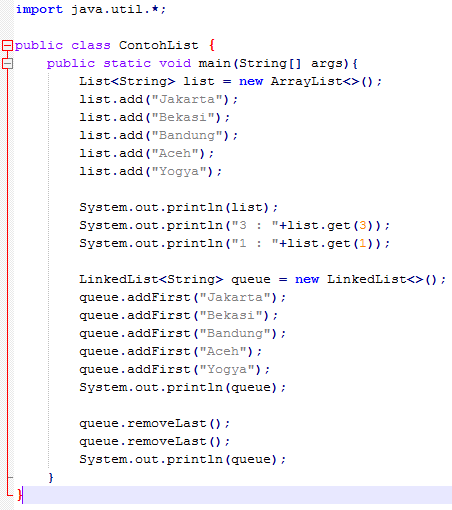 import java.util.*;

public class ContohList {
    public static void main(String[] args){
        List<String> list = new ArrayList<>();
        list.add("Jakarta");
        list.add("Bekasi");
        list.add("Bandung");
        list.add("Aceh");
        list.add("Yogya");

        System.out.println(list);
        System.out.println("3 : "+list.get(3));
        System.out.println("1 : "+list.get(1));

        LinkedList<String> queue = new LinkedList<>();
        queue.addFirst("Jakarta");
        queue.addFirst("Bekasi");
        queue.addFirst("Bandung");
        queue.addFirst("Aceh");
        queue.addFirst("Yogya");
        System.out.println(queue);

        queue.removeLast();
        queue.removeLast();
        System.out.println(queue);
    }
}